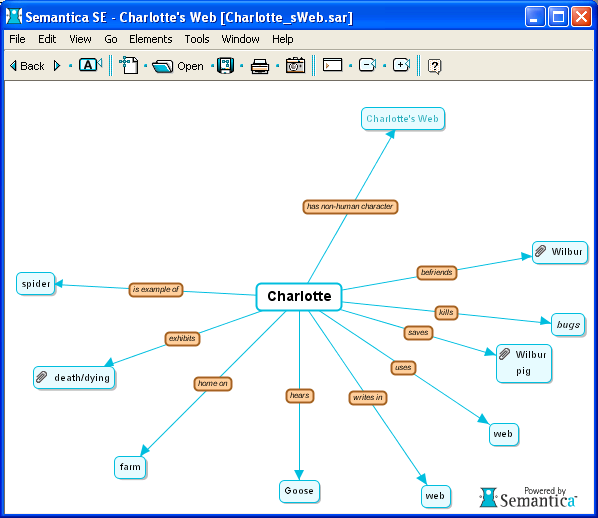 Semantica SE - Charlotte's Web [Charlotte_sWeb.sar]
File Edit View Go Elements Tools Window Help
Back A Open ?
Charlotte's Web
has non-human character
befriends
Wilbur
spider
is example of
Charlotte
kills
bugs
exhibits
saves
Wilbur
pig
death/dying
home on
hears
writes in
uses
web
farm
Goose
web
Powered by
Semantica